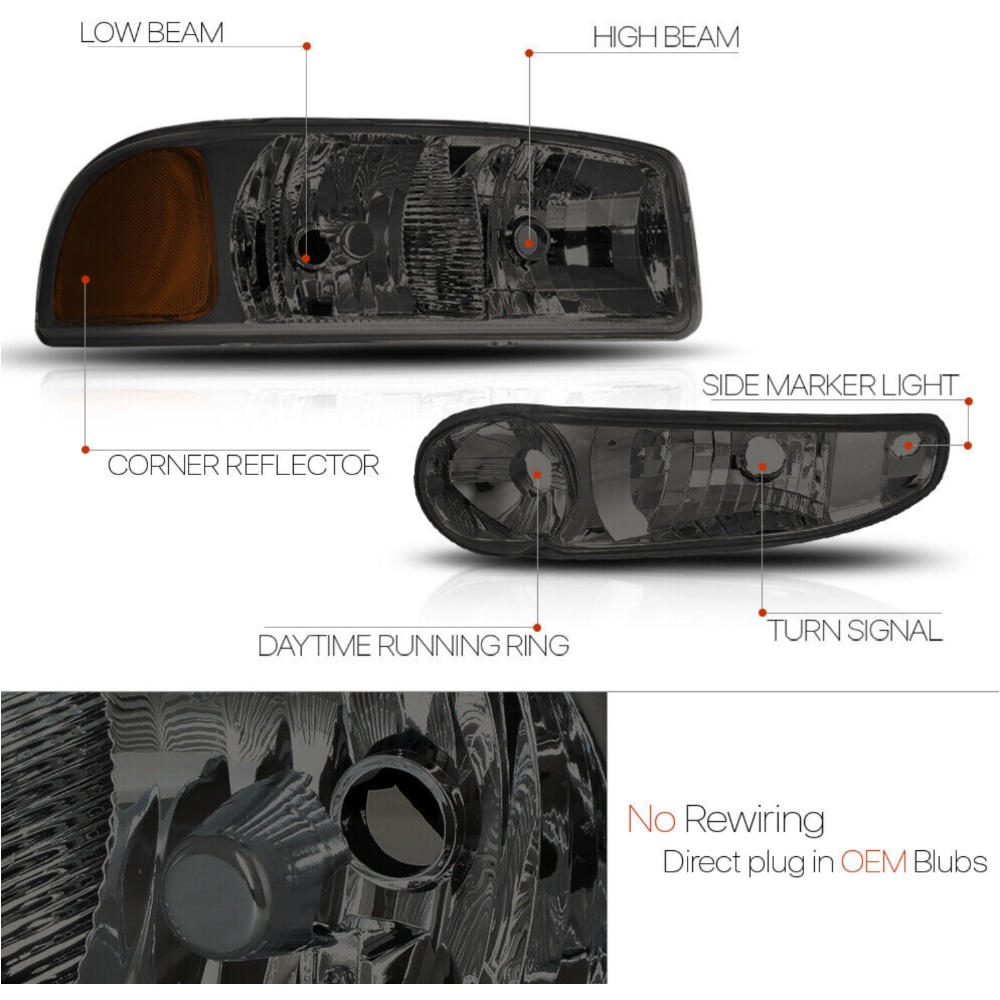 LOW BEAM
HIGH BEAM
SIDE MARKER LIGHT
CORNER REFLECTOR
TURN SIGNAL
DAYTIME RUNNING RING
No Rewiring
Direct plug in OEM Blubs